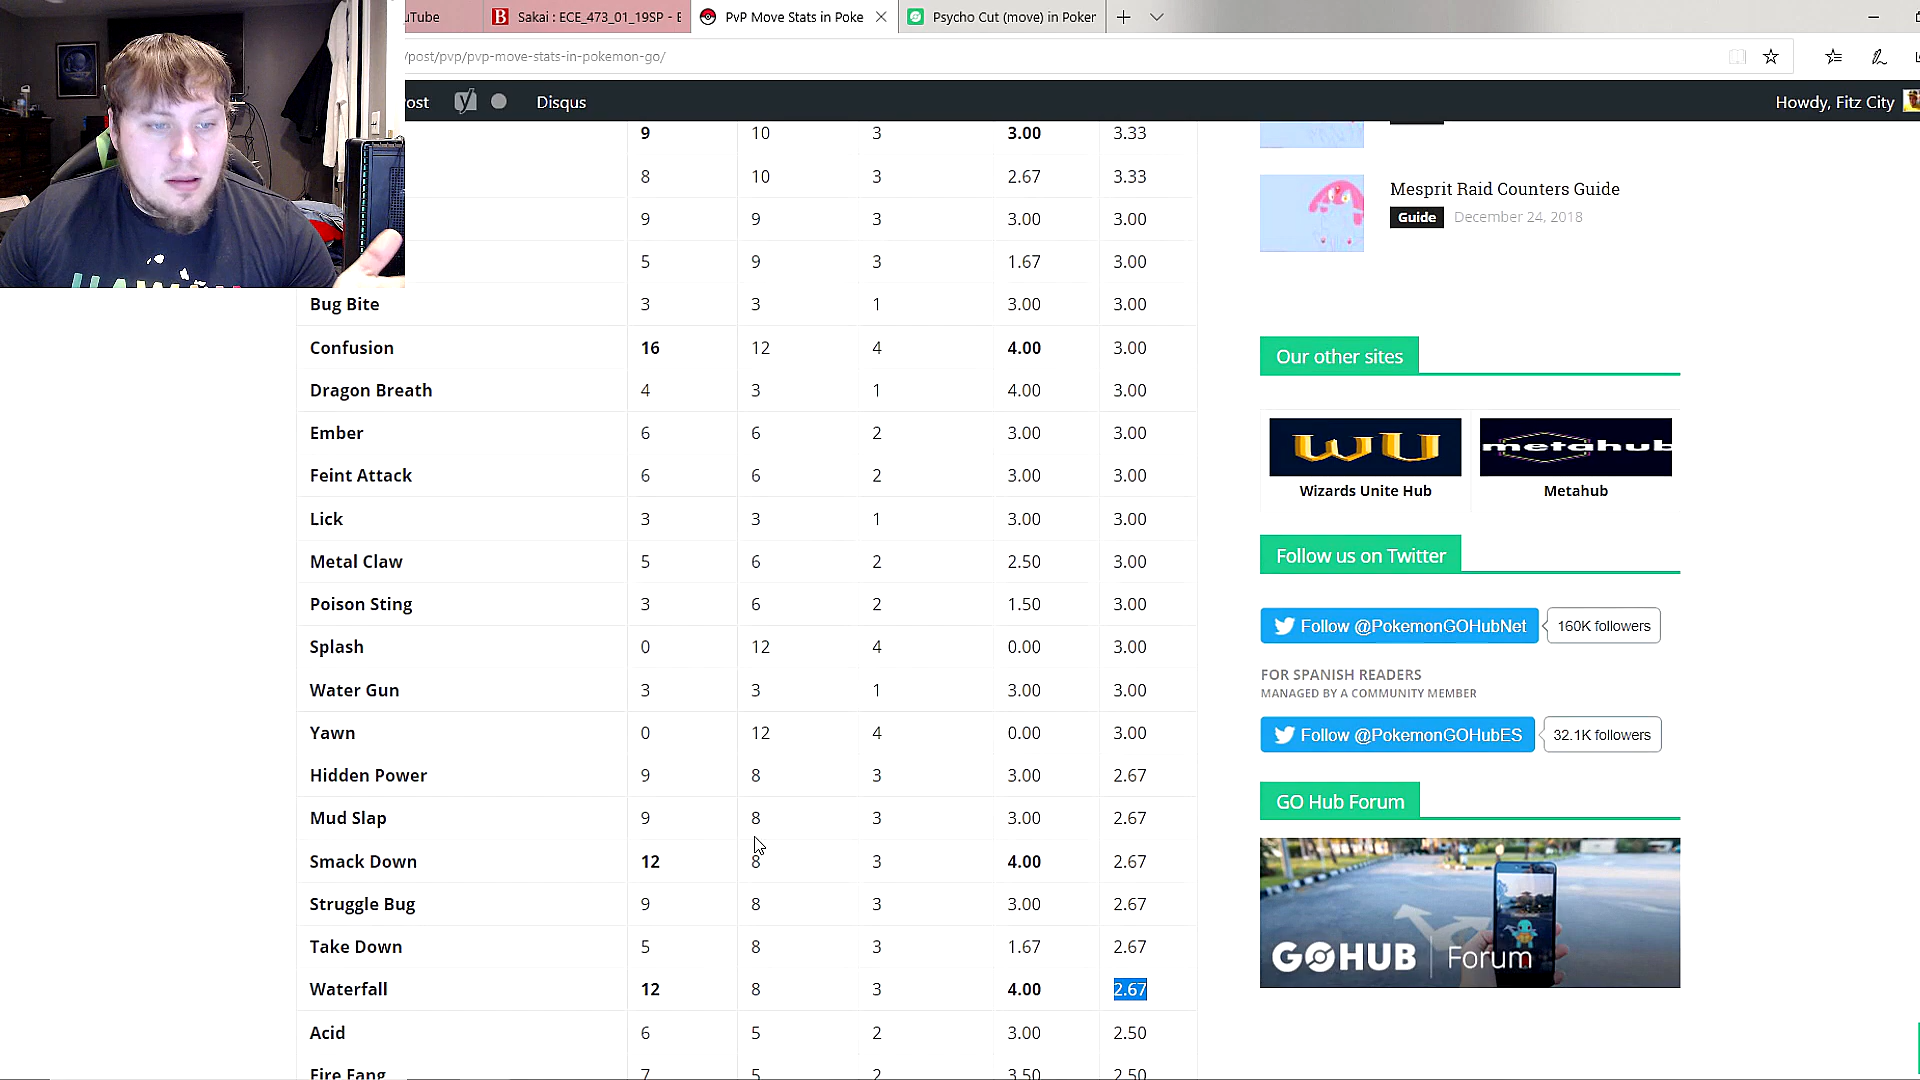 uTube
B Sakai : ECE_473_01_19SP - E
PvP Move Stats in Poke
Psycho Cut (move) in Poker
/post/pvp/pvp-move-stats-in-pokemon-go/
ost
Disqus
Howdy, Fitz City
9 10 3 3.00 3.33
8 10 3 2.67 3.33
9 9 3 3.00 3.00
5 9 3 1.67 3.00
Bug Bite 3 3 1 3.00 3.00
Confusion 16 12 4 4.00 3.00
Dragon Breath 4 3 1 4.00 3.00
Ember 6 6 2 3.00 3.00
Feint Attack 6 6 2 3.00 3.00
Lick 3 3 1 3.00 3.00
Metal Claw 5 6 2 2.50 3.00
Poison Sting 3 6 2 1.50 3.00
Splash 0 12 4 0.00 3.00
Water Gun 3 3 1 3.00 3.00
Yawn 0 12 4 0.00 3.00
Hidden Power 9 8 3 3.00 2.67
Mud Slap 9 8 3 3.00 2.67
Smack Down 12 8 3 4.00 2.67
Struggle Bug 9 8 3 3.00 2.67
Take Down 5 8 3 1.67 2.67
Waterfall 12 8 3 4.00 2.67
Acid 6 5 2 3.00 2.50
Fire Fang 7 5 2 3.50 2.50
Mesprit Raid Counters Guide
Guide December 24, 2018
Our other sites
WU
metahub
Wizards Unite Hub
Metahub
Follow us on Twitter
Follow @PokemonGOHubNet 160K followers
FOR SPANISH READERS
MANAGED BY A COMMUNITY MEMBER
Follow @PokemonGOHubES 32.1K followers
GO Hub Forum
GOHUB Forum